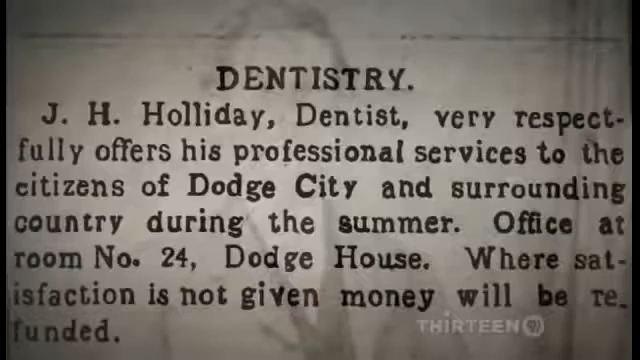 DENTISTRY.
J. H. Holliday, Dentist, very respect-
fully offers his professional services to the
citizens of Dodge City and surrounding
country during the summer. Office at
room No. 24, Dodge House. Where sat-
isfaction is not given money will be re-
funded.
THIRTEEN